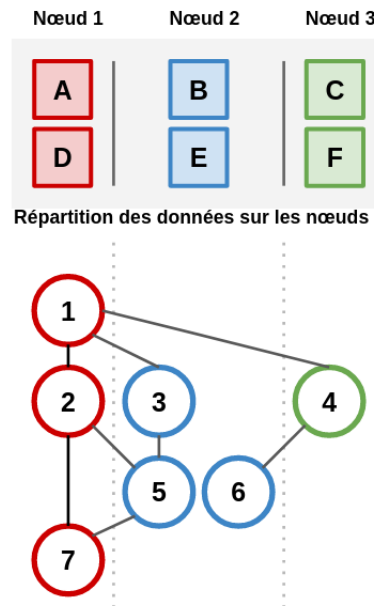 Nœud 1 Nœud 2 Nœud 3
A B C
D E F
Répartition des données sur les nœuds
1
2 3 4
5 6
7